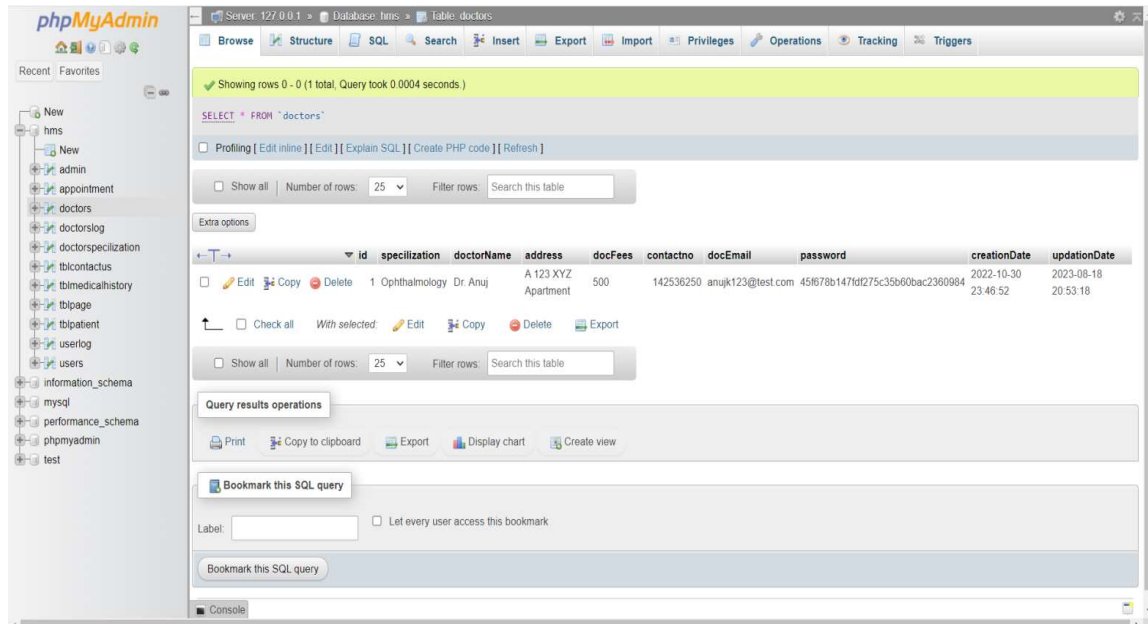 phpMyAdmin
Recent Favorites
New
hms
New
admin
appointment
doctors
doctorslog
doctorspecilization
tblcontactus
tblmedicalhistory
tblpage
tblpatient
userlog
users
information_schema
mysql
performance_schema
phpmyadmin
test
Server: 127.0.0.1 » Database: hms » Table: doctors
Browse Structure SQL Search Insert Export Import Privileges Operations Tracking Triggers
Showing rows 0 - 0 (1 total, Query took 0.0004 seconds.)
SELECT * FROM `doctors`
Profiling [ Edit inline ] [ Edit ] [ Explain SQL ] [ Create PHP code ] [ Refresh ]
Show all | Number of rows: 25 Filter rows: Search this table
Extra options
id specilization doctorName address docFees contactno docEmail password creationDate updationDate
Edit Copy Delete 1 Ophthalmology Dr. Anuj A 123 XYZ Apartment 500 142536250 anujk123@test.com 45f678b147fdf275c35b60bac2360984 2022-10-30 23:46:52 2023-08-18 20:53:18
Check all With selected: Edit Copy Delete Export
Show all | Number of rows: 25 Filter rows: Search this table
Query results operations
Print Copy to clipboard Export Display chart Create view
Bookmark this SQL query
Label: Let every user access this bookmark
Bookmark this SQL query
Console